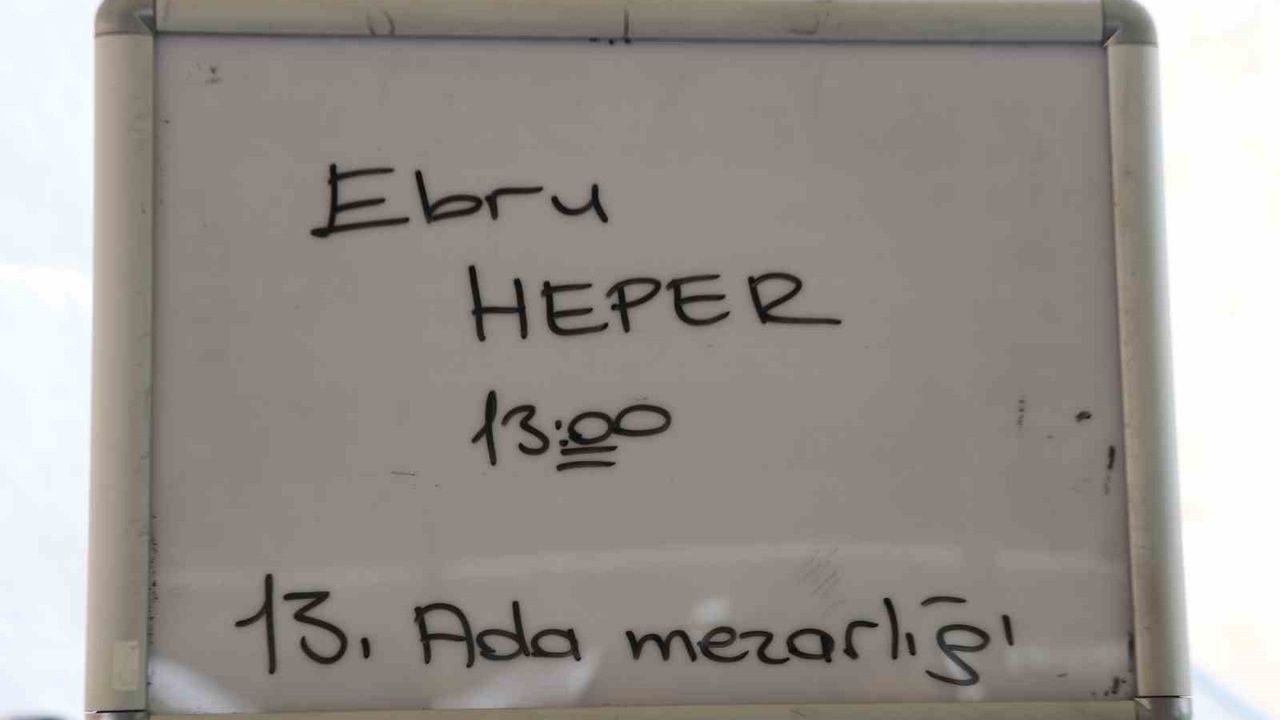 Ebru
HEPER
13:00
13. Ada mezarlığı